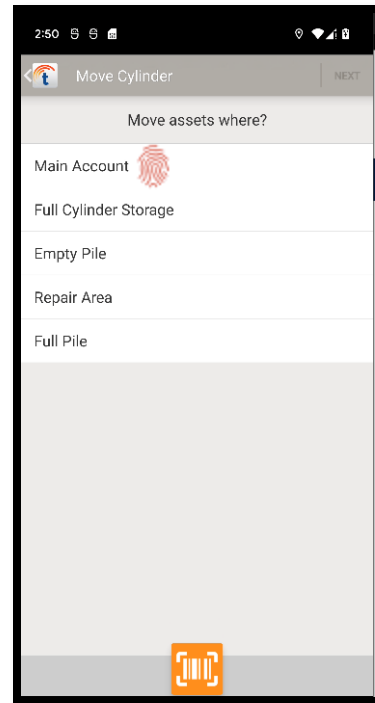 2:50
t Move Cylinder NEXT
Move assets where?
Main Account
Full Cylinder Storage
Empty Pile
Repair Area
Full Pile